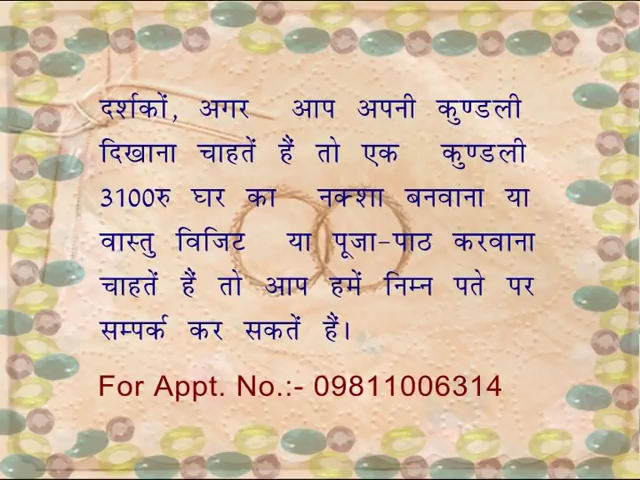 दर्शकों, अगर आप अपनी कुण्डली
दिखाना चाहतें हैं तो एक कुण्डली
3100रु घर का नक्शा बनवाना या
वास्तु विजिट या पूजा-पाठ करवाना
चाहतें हैं तो आप हमें निम्न पते पर
सम्पर्क कर सकतें हैं।
For Appt. No.:- 09811006314